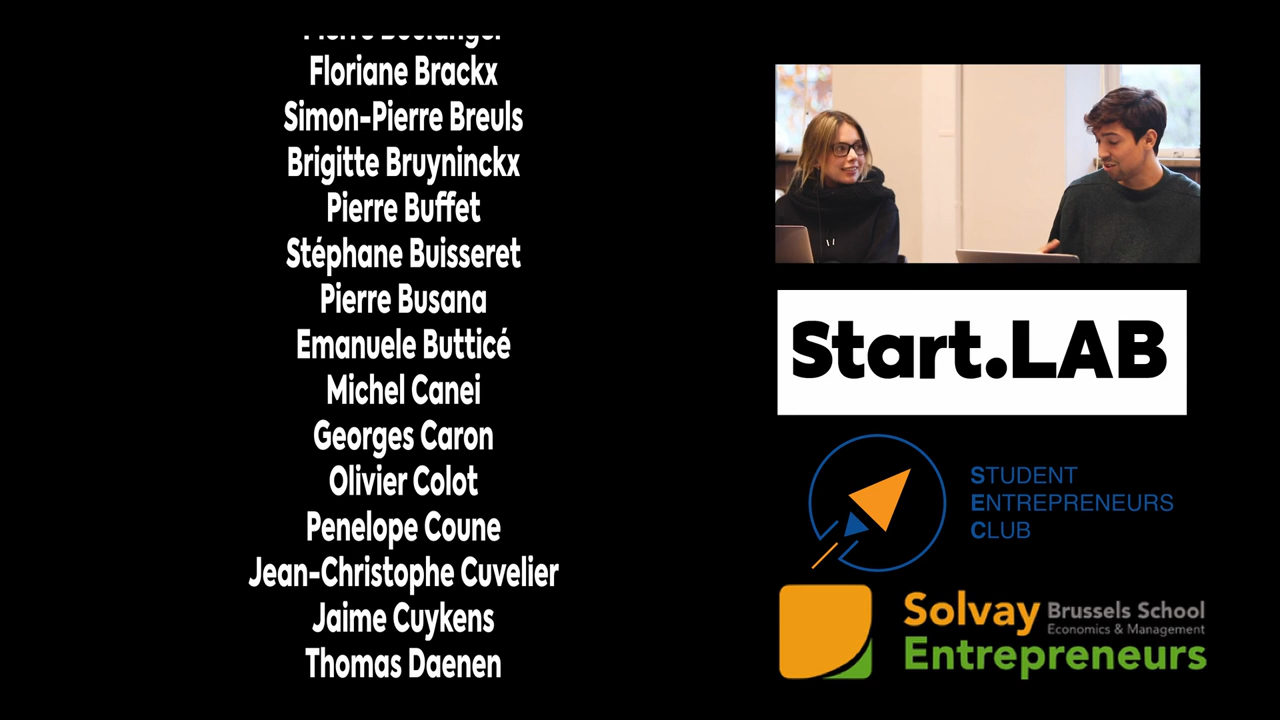 Floriane Brackx
Simon-Pierre Breuls
Brigitte Bruyninckx
Pierre Buffet
Stéphane Buisseret
Pierre Busana
Emanuele Butticé
Michel Canei
Georges Caron
Olivier Colot
Penelope Coune
Jean-Christophe Cuvelier
Jaime Cuykens
Thomas Daenen
Start.LAB
STUDENT
ENTREPRENEURS
CLUB
Solvay Brussels School
Economics & Management
Entrepreneurs